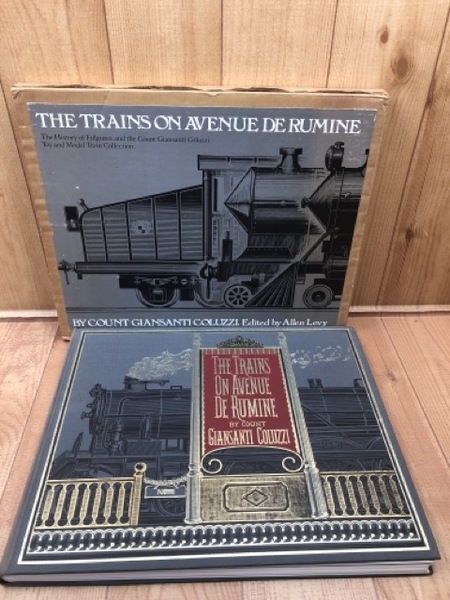 THE TRAINS ON AVENUE DE RUMINE
The History of Fulgurex and the Count Giansanti Coluzzi
Toy and Model Train Collection.
BY COUNT GIANSANTI COLUZZI. Edited by Allen Levy
THE TRAINS
ON AVENUE
DE RUMINE
BY COUNT
GIANSANTI COLUZZI